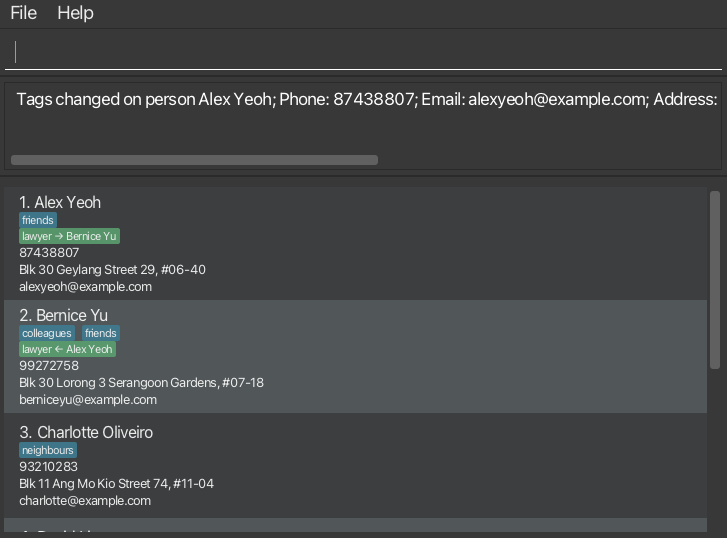 File Help
Tags changed on person Alex Yeoh; Phone: 87438807; Email: alexyeoh@example.com; Address:
1. Alex Yeoh
friends
lawyer → Bernice Yu
87438807
Blk 30 Geylang Street 29, #06-40
alexyeoh@example.com
2. Bernice Yu
colleagues friends
lawyer ← Alex Yeoh
99272758
Blk 30 Lorong 3 Serangoon Gardens, #07-18
berniceyu@example.com
3. Charlotte Oliveiro
neighbours
93210283
Blk 11 Ang Mo Kio Street 74, #11-04
charlotte@example.com